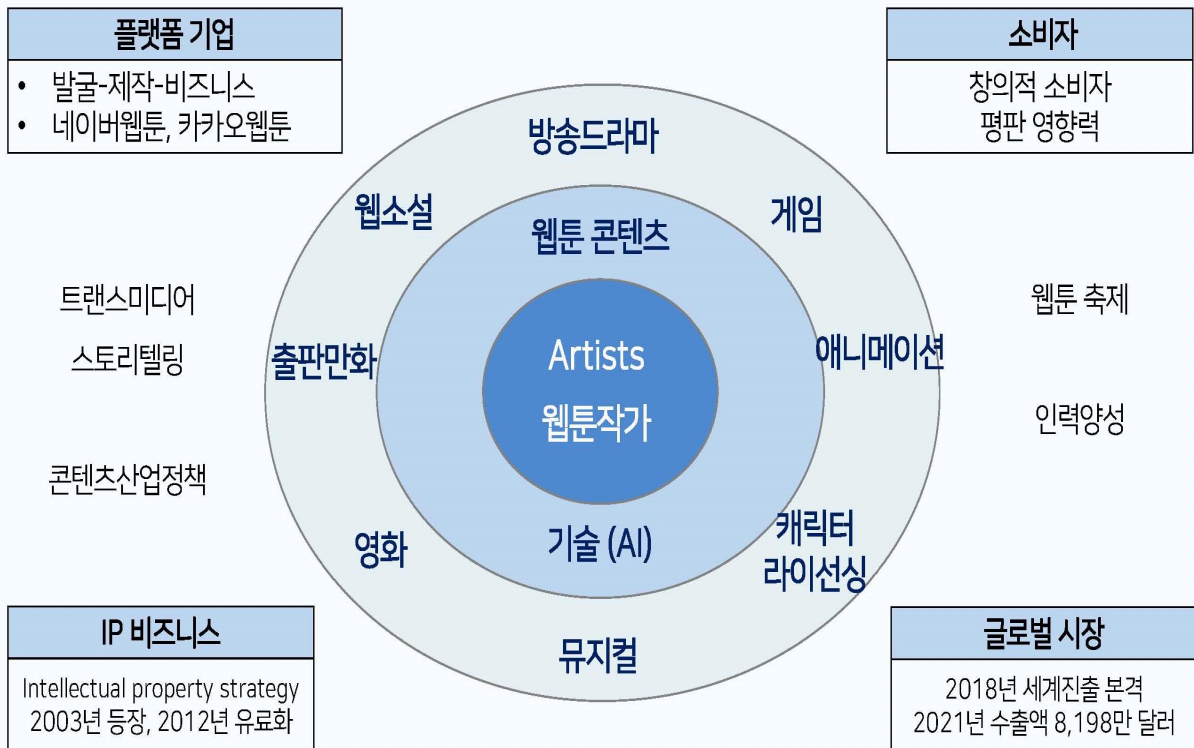 플랫폼 기업
• 발굴-제작-비즈니스
• 네이버웹툰, 카카오웹툰
소비자
창의적 소비자
평판 영향력
방송드라마
웹소설
게임
웹툰 콘텐츠
트랜스미디어
스토리텔링
출판만화
Artists
웹툰작가
애니메이션
웹툰 축제
인력양성
콘텐츠산업정책
영화
기술 (AI)
캐릭터
라이선싱
뮤지컬
IP 비즈니스
Intellectual property strategy
2003년 등장, 2012년 유료화
글로벌 시장
2018년 세계진출 본격
2021년 수출액 8,198만 달러